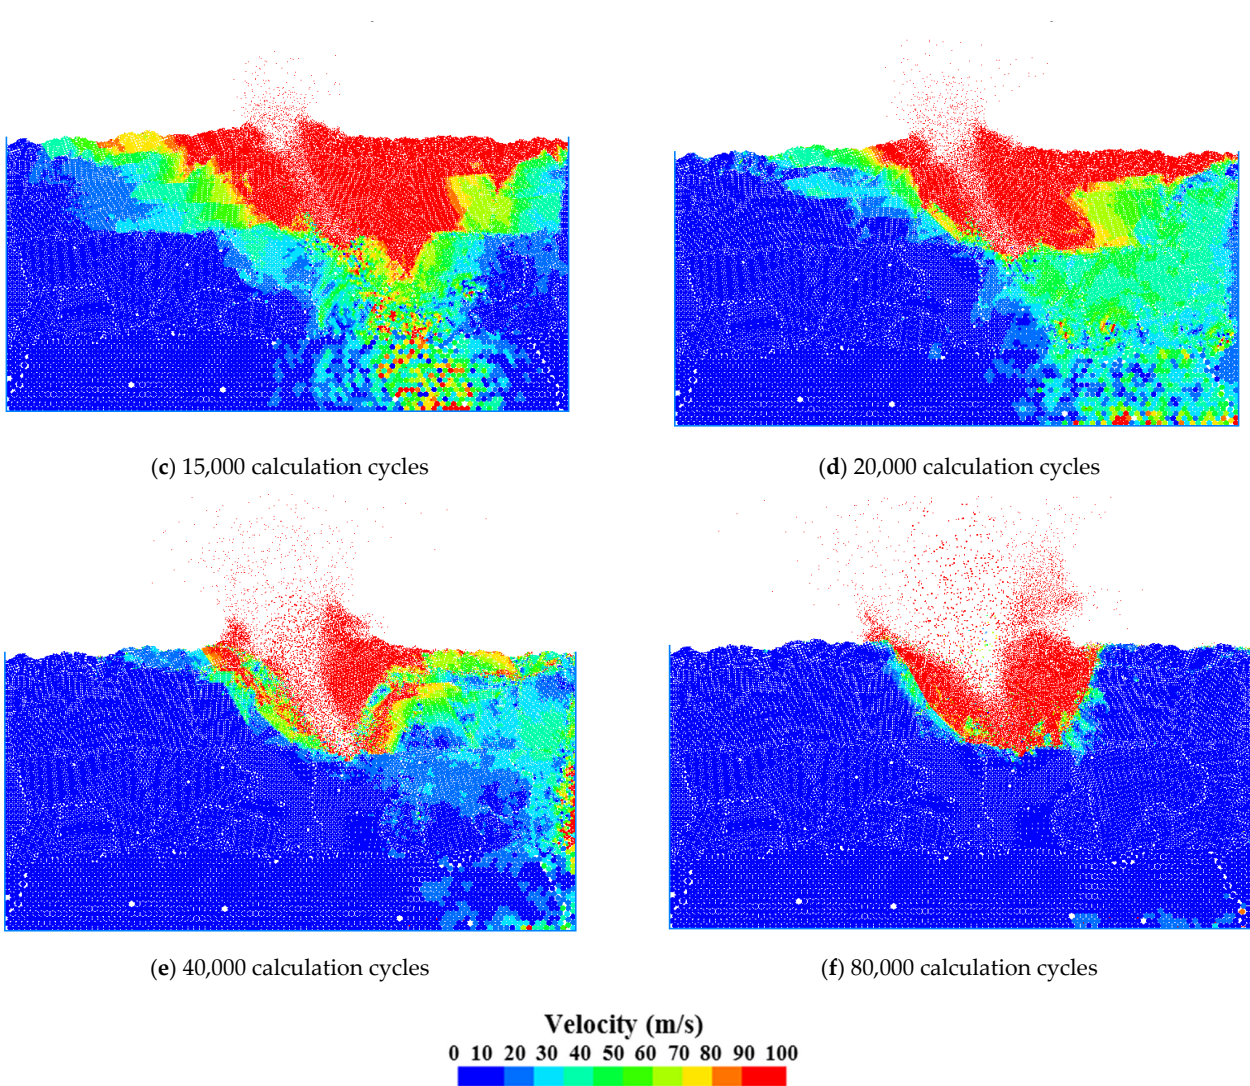 (c) 15,000 calculation cycles
(d) 20,000 calculation cycles
(e) 40,000 calculation cycles
(f) 80,000 calculation cycles
Velocity (m/s)
0 10 20 30 40 50 60 70 80 90 100